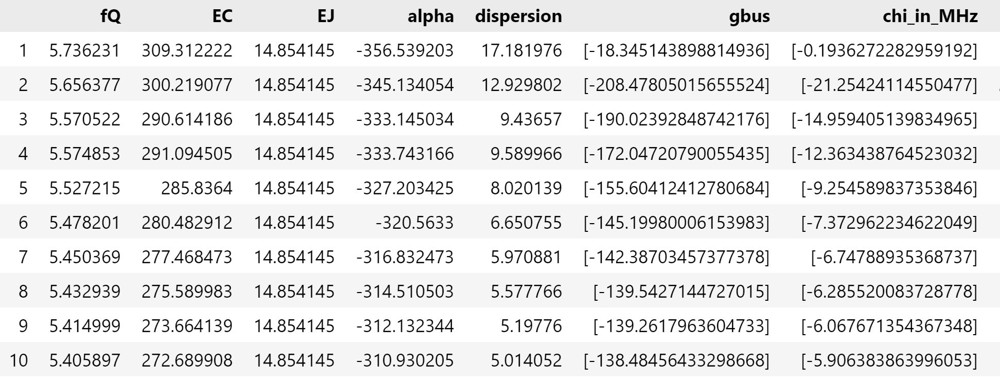 fQ EC EJ alpha dispersion gbus chi_in_MHz
1 5.736231 309.312222 14.854145 -356.539203 17.181976 [-18.345143898814936] [-0.1936272282959192]
2 5.656377 300.219077 14.854145 -345.134054 12.929802 [-208.47805015655524] [-21.25424114550477]
3 5.570522 290.614186 14.854145 -333.145034 9.43657 [-190.02392848742176] [-14.959405139834965]
4 5.574853 291.094505 14.854145 -333.743166 9.589966 [-172.04720790055435] [-12.363438764523032]
5 5.527215 285.8364 14.854145 -327.203425 8.020139 [-155.60412412780684] [-9.254589837353846]
6 5.478201 280.482912 14.854145 -320.5633 6.650755 [-145.19980006153983] [-7.372962234622049]
7 5.450369 277.468473 14.854145 -316.832473 5.970881 [-142.38703457377378] [-6.74788935368737]
8 5.432939 275.589983 14.854145 -314.510503 5.577766 [-139.5427144727015] [-6.285520083728778]
9 5.414999 273.664139 14.854145 -312.132344 5.19776 [-139.2617963604733] [-6.067671354367348]
10 5.405897 272.689908 14.854145 -310.930205 5.014052 [-138.48456433298668] [-5.906383863996053]